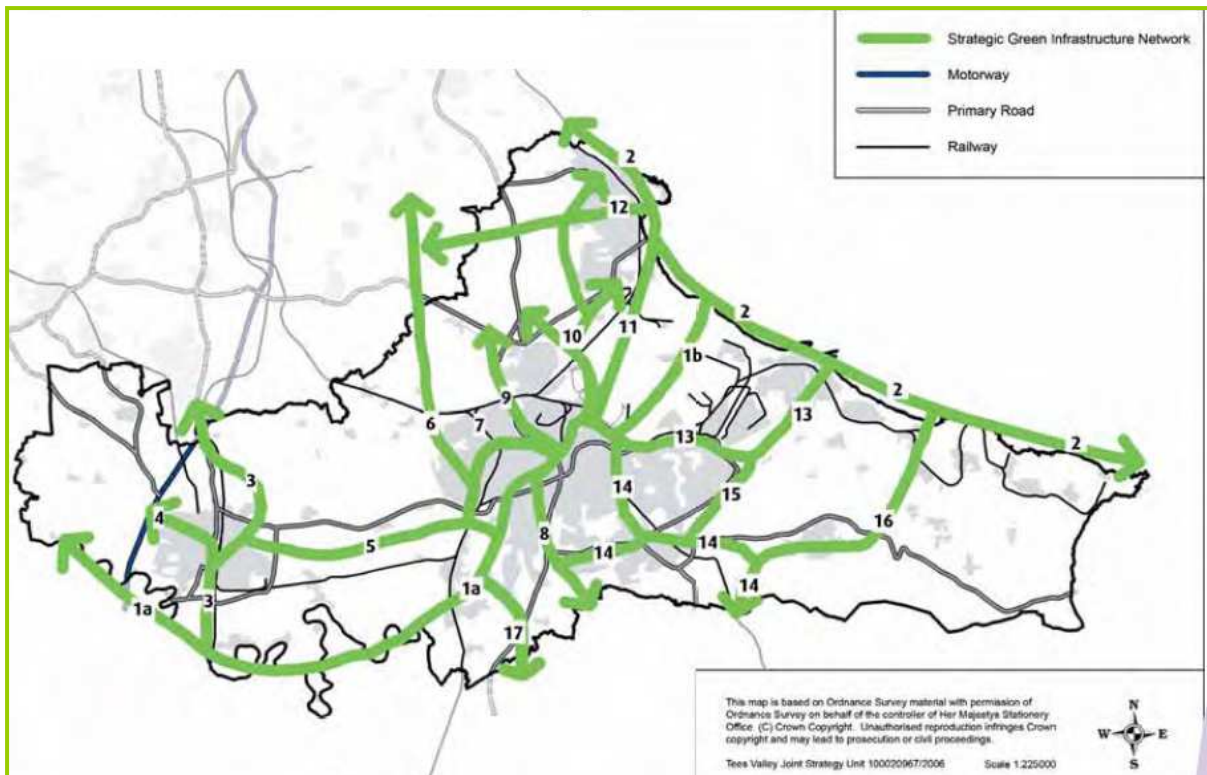 Strategic Green Infrastructure Network
Motorway
Primary Road
Railway
2
12
2
10
11
1b
2
9
13
6
7
13
2
3
14
15
16
4
5
8
14
14
1a
14
1a
3
17
This map is based on Ordnance Survey material with permission of
Ordnance Survey on behalf of the controller of Her Majestys Stationery
Office. (C) Crown Copyright. Unauthorised reproduction infringes Crown
copyright and may lead to prosecution or civil proceedings.
Tees Valley Joint Strategy Unit 100020967/2006 Scale 1:225000
N
W E
S